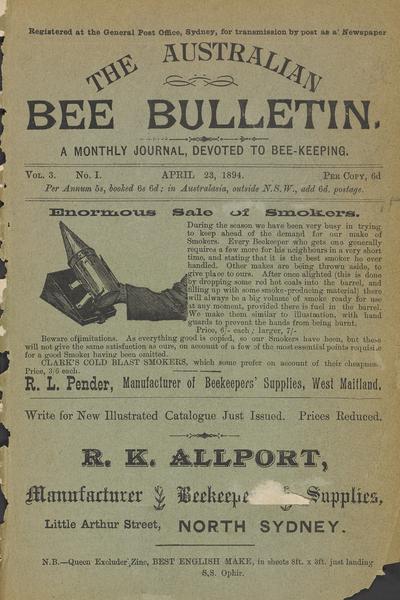 Registered at the General Post Office, Sydney, for transmission by post as a Newspaper
THE AUSTRALIAN
BEE BULLETIN.
A MONTHLY JOURNAL, DEVOTED TO BEE-KEEPING.
VOL. 3. No. I. APRIL 23, 1894. PER COPY, 6d
Per Annum 5s, booked 6s 6d; in Australasia, outside N.S.W., add 6d. postage.
Enormous Sale of Smokers.
During the season we have been very busy in trying
to keep ahead of the demand for our make of
Smokers. Every Beekeeper who gets one generally
requires a few more for his neighbours in a very short
time, and stating that it is the best smoker he ever
handled. Other makes are being thrown aside, to
give place to ours. After once alighted (this is done
by dropping some red hot coals into the barrel, and
filling up with some smoke-producing material) there
will always be a big volume of smoke ready for use
at any moment, provided there is fuel in the barrel.
We make them similar to illustration, with hand
guards to prevent the hands from being burnt.
Price, 6/- each; larger, 7/-
Beware of imitations. As everything good is copied, so our Smokers have been, but these
will not give the same satisfaction as ours, on account of a few of the most essential points requisite
for a good Smoker having been omitted.
CLARK'S COLD BLAST SMOKERS, which some prefer on account of their cheapness.
Price, 3/6 each.
R. L. Pender, Manufacturer of Beekeepers' Supplies, West Maitland.
Write for New Illustrated Catalogue Just Issued. Prices Reduced.
R. K. ALLPORT,
Manufacturer Beekeepe Supplies,
Little Arthur Street, NORTH SYDNEY.
N.B.—Queen Excluder Zinc, BEST ENGLISH MAKE, in sheets 8ft. x 3ft. just landing
S.S. Ophir.